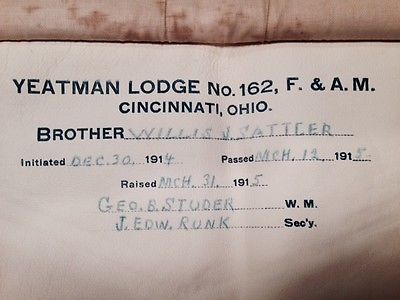 YEATMAN LODGE NO. 162, F. & A. M.
CINCINNATI, OHIO.
BROTHER WILLIS J. SATTLER
Initiated DEC. 30, 1914 Passed MCH. 12, 1915
Raised MCH. 31, 1915
GEO. B. STUDER W. M.
J. EDW. RUNK Sec'y.